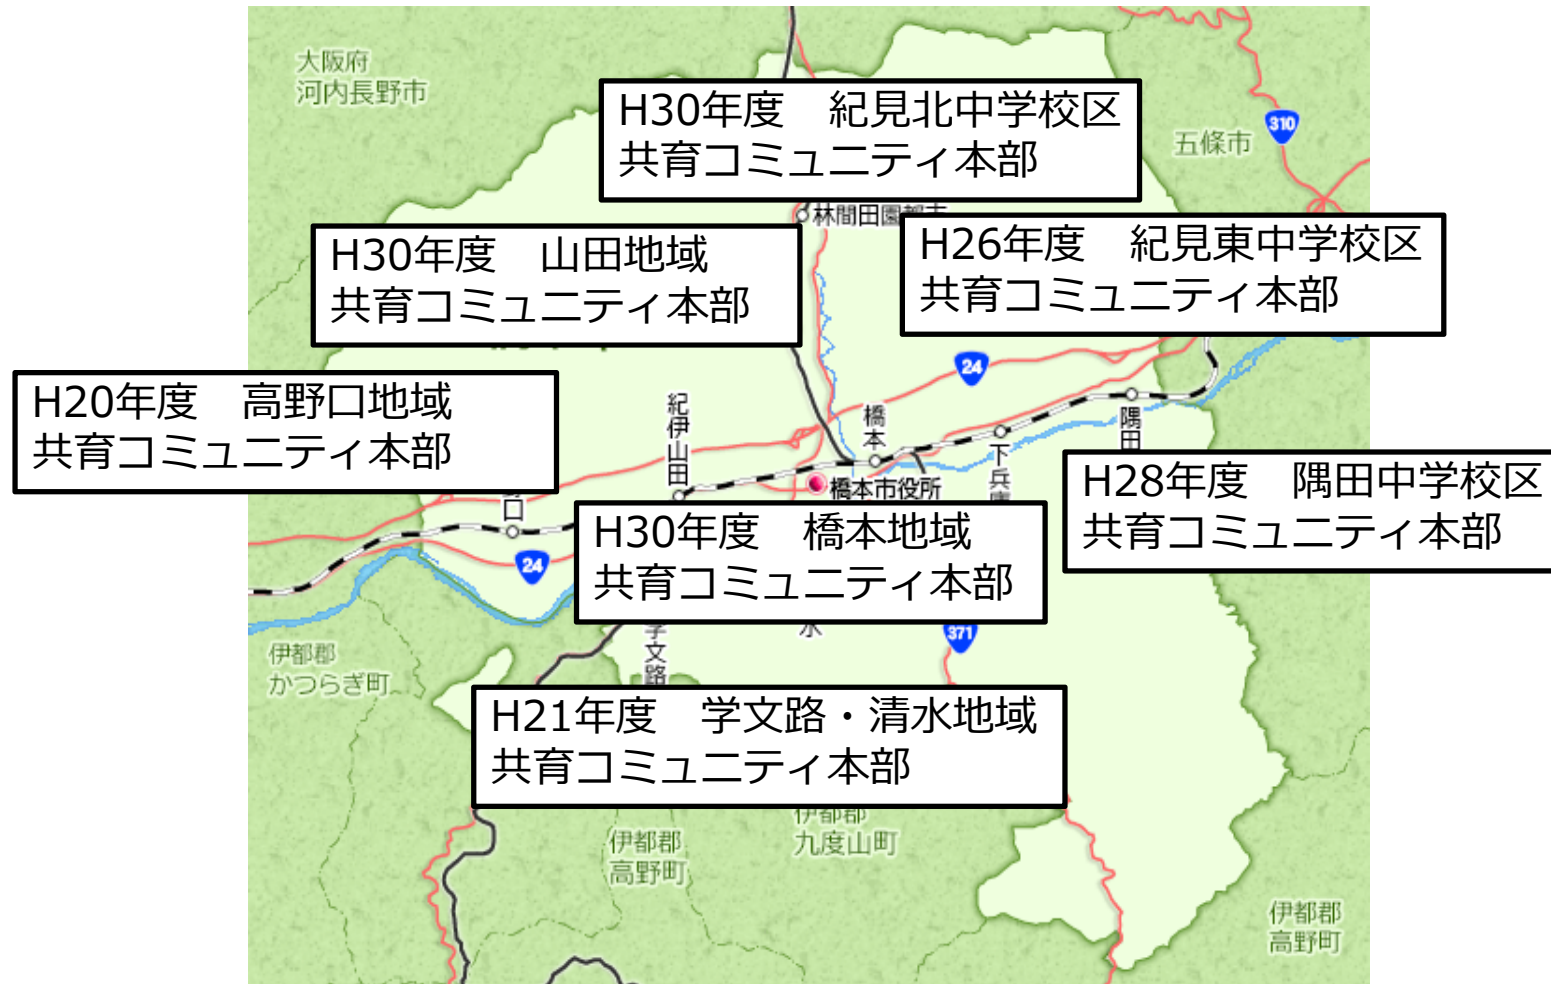 大阪府
河内長野市
H30年度　紀見北中学校区
共育コミュニティ本部
310
五條市
林間田園都市
H30年度　山田地域
共育コミュニティ本部
H26年度　紀見東中学校区
共育コミュニティ本部
24
H20年度　高野口地域
共育コミュニティ本部
紀伊山田
橋本
隅田
下兵庫
橋本市役所
H28年度　隅田中学校区
共育コミュニティ本部
口
H30年度　橋本地域
共育コミュニティ本部
24
水
371
学文路
伊都郡
かつらぎ町
H21年度　学文路・清水地域
共育コミュニティ本部
伊都郡
九度山町
伊都郡
高野町
伊都郡
高野町